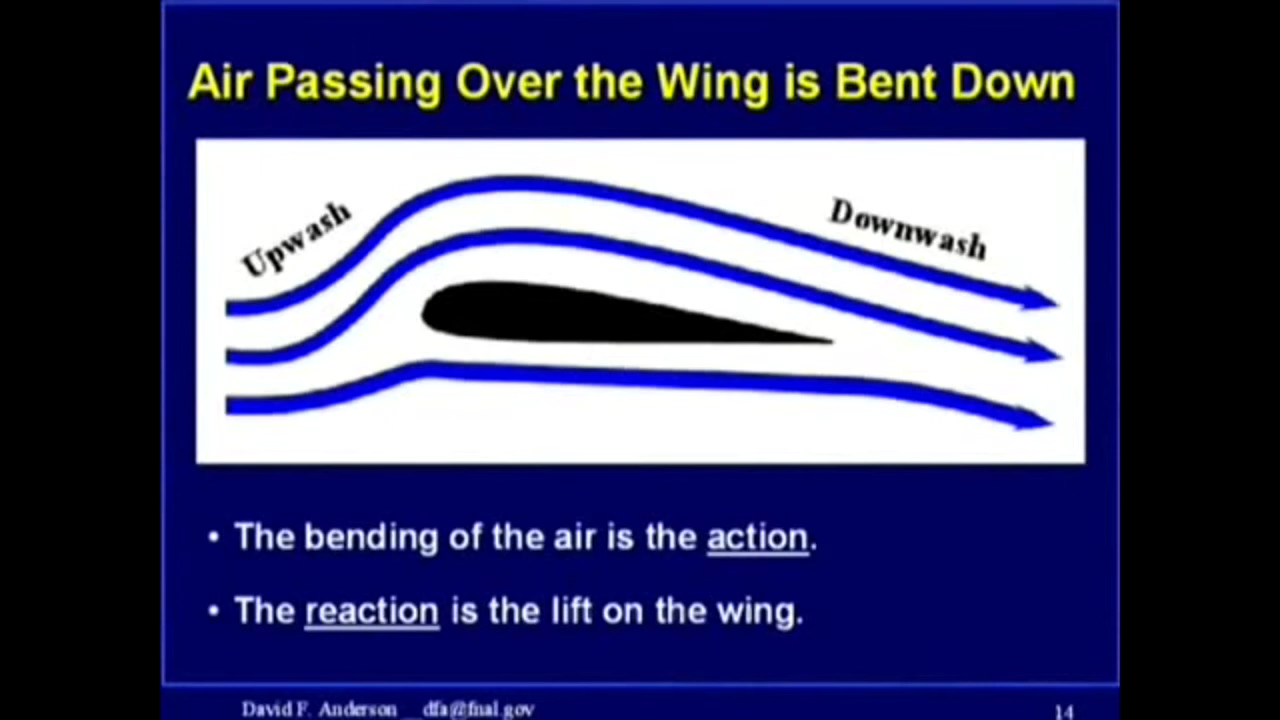 Air Passing Over the Wing is Bent Down
Upwash
Downwash
• The bending of the air is the action.
• The reaction is the lift on the wing.
David F. Anderson dfa@fnal.gov
14